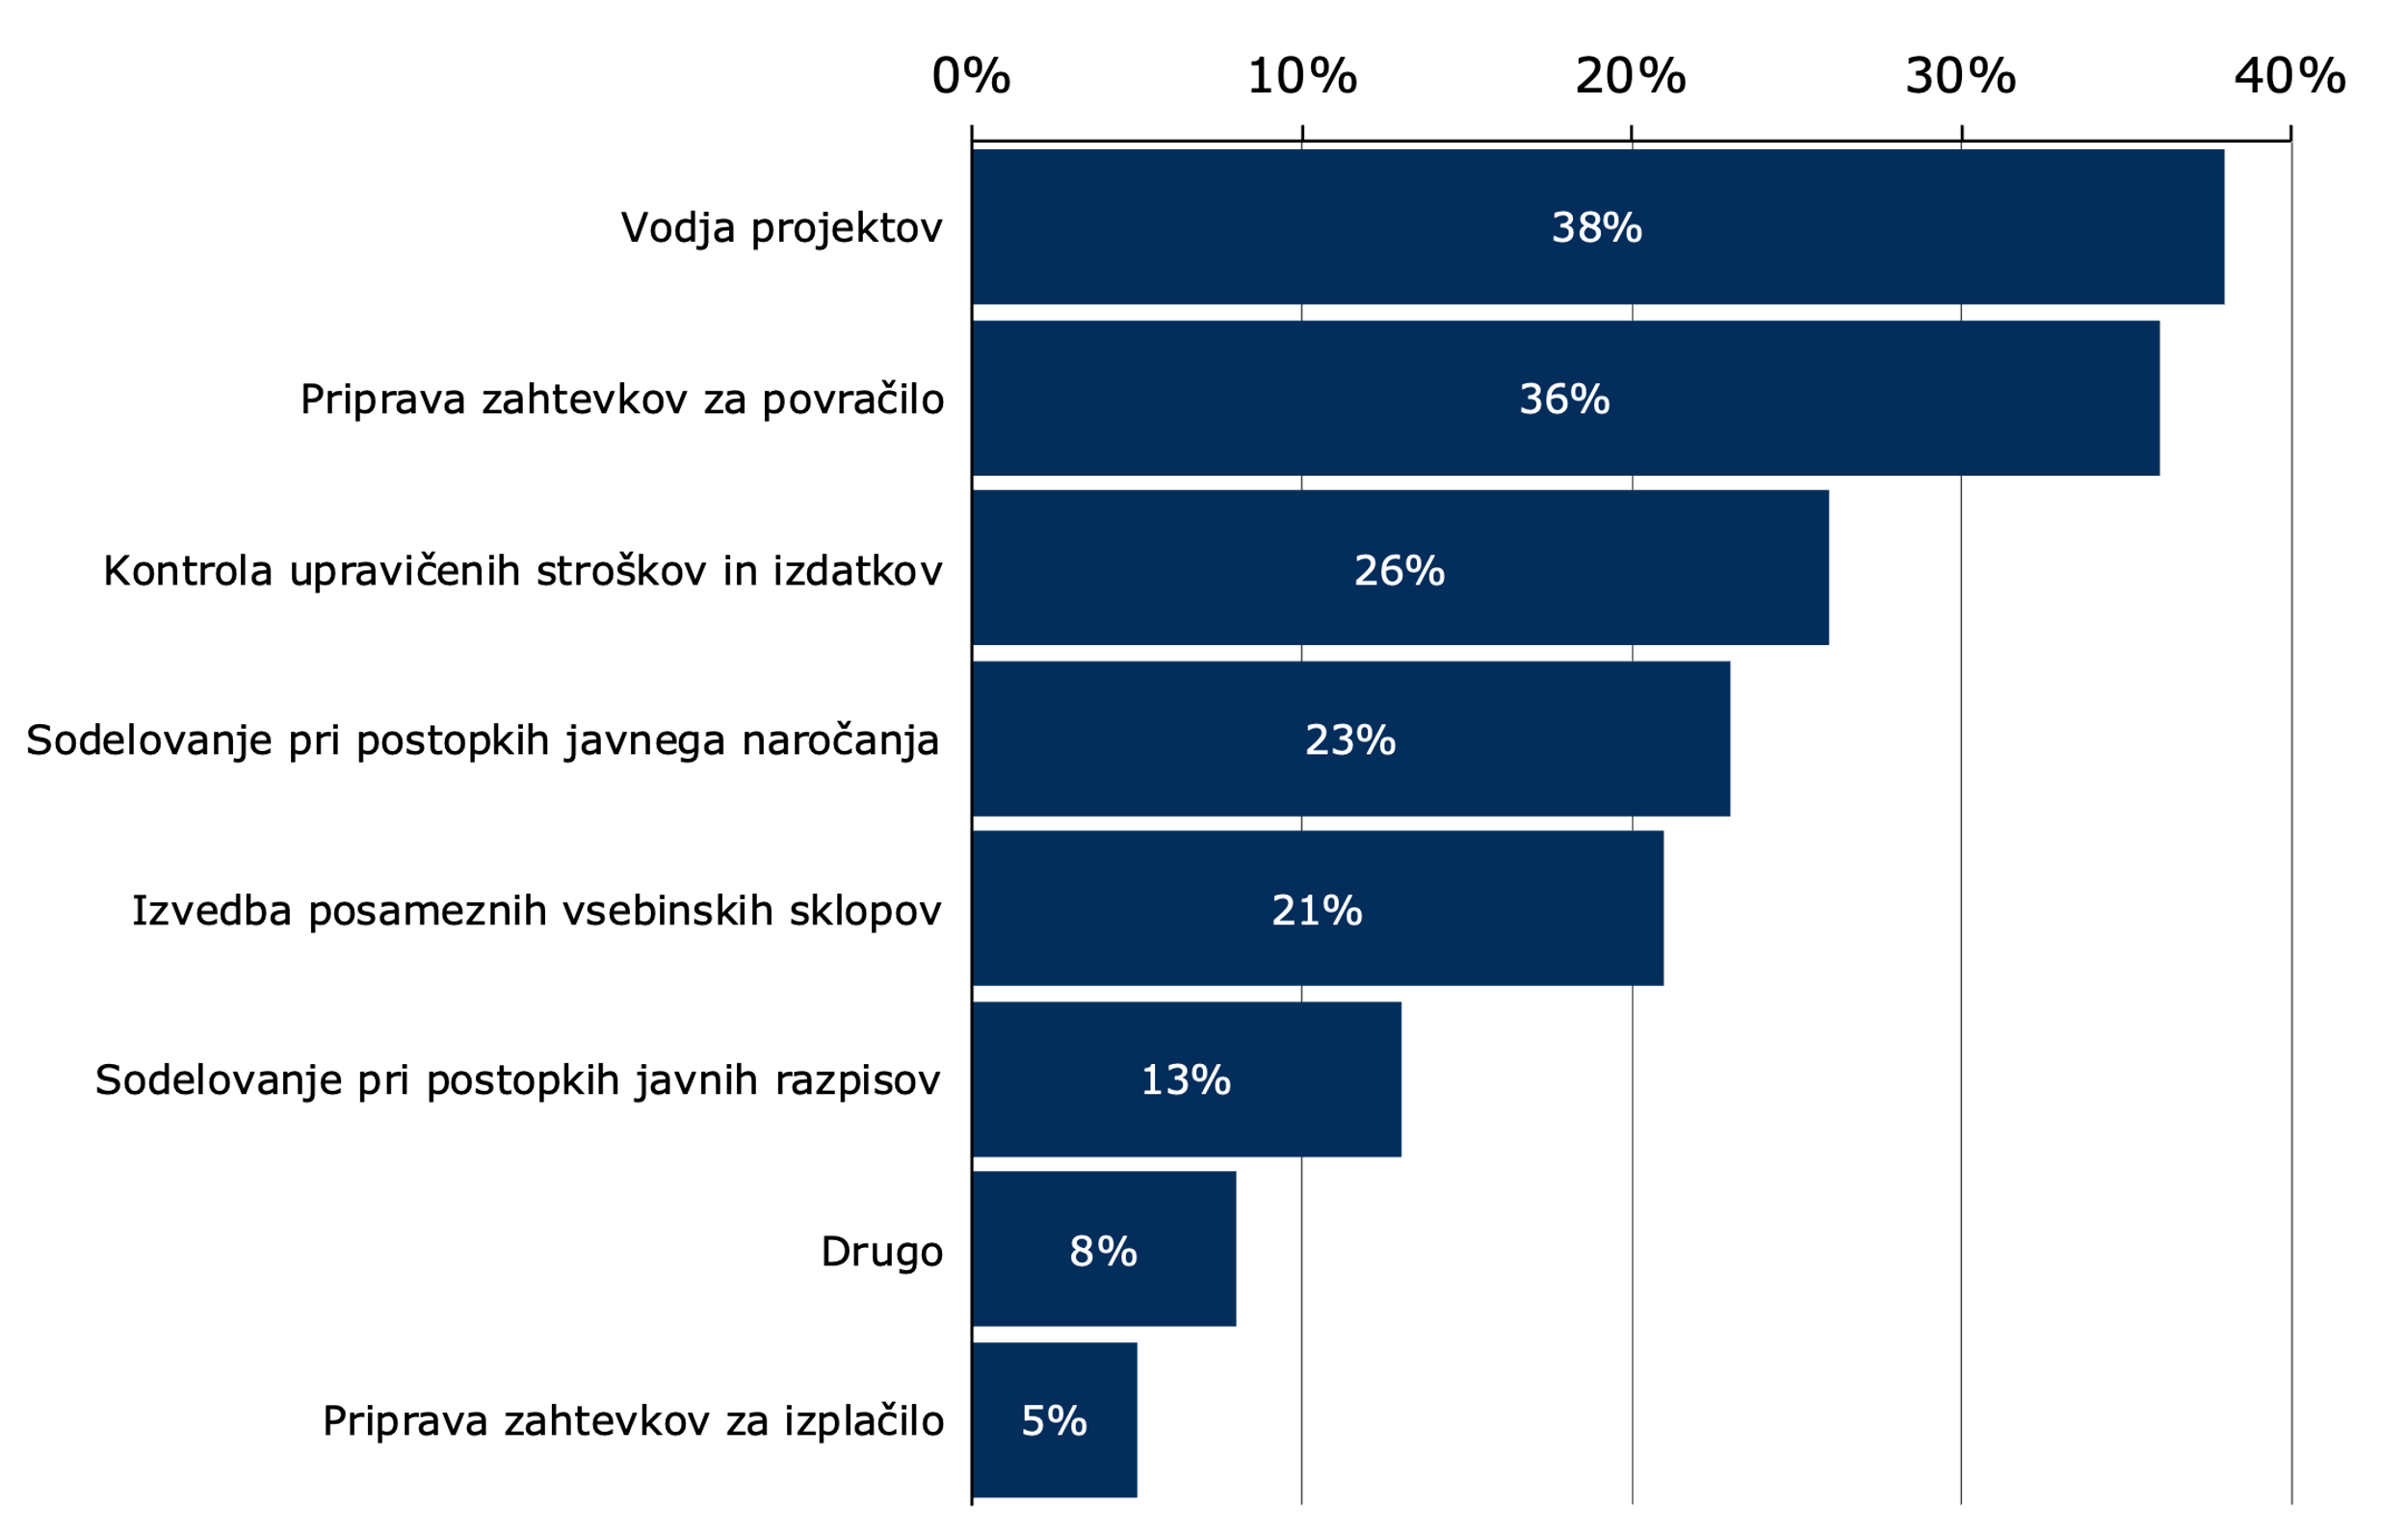 0% 10% 20% 30% 40%
Vodja projektov 38%
Priprava zahtevkov za povračilo 36%
Kontrola upravičenih stroškov in izdatkov 26%
Sodelovanje pri postopkih javnega naročanja 23%
Izvedba posameznih vsebinskih sklopov 21%
Sodelovanje pri postopkih javnih razpisov 13%
Drugo 8%
Priprava zahtevkov za izplačilo 5%